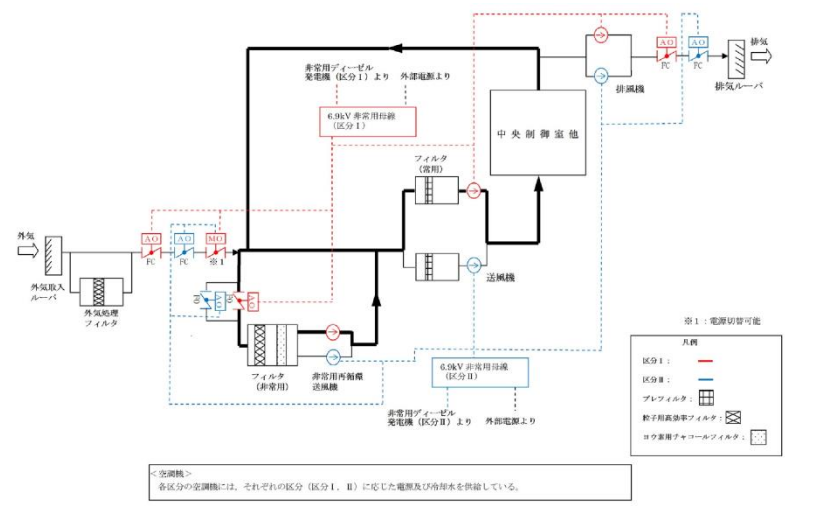 排気
AO
AO
FC
FC
排気ルーバ
排風機
非常用ディーゼル
発電機（区分Ⅰ）より
外部電源より
6.9kV 非常用母線
（区分Ⅰ）
中央制御室他
フィルタ
（常用）
送風機
外気
AO
AO
MO
FC
FC
※1
外気取入
ルーバ
外気処理
フィルタ
FO
AO
FO
AO
フィルタ
（非常用）
非常用再循環
送風機
6.9kV 非常用母線
（区分Ⅱ）
非常用ディーゼル
発電機（区分Ⅱ）より
外部電源より
※1：電源切替可能
凡例
区分Ⅰ：
区分Ⅱ：
プレフィルタ：
粒子用高効率フィルタ：
ヨウ素用チャコールフィルタ：
＜空調機＞
各区分の空調機には、それぞれの区分（区分Ⅰ、Ⅱ）に応じた電源及び冷却水を供給している。